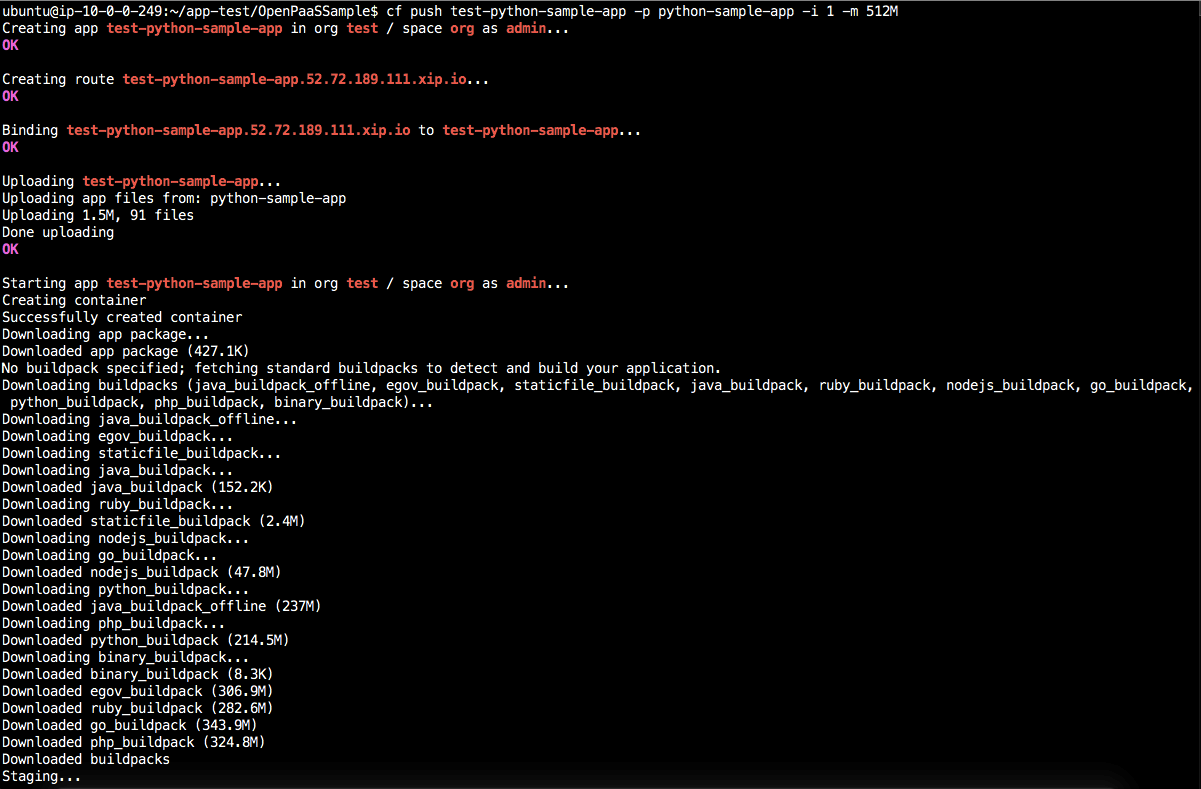 ubuntu@ip-10-0-0-249:~/app-test/OpenPaaSSample$ cf push test-python-sample-app -p python-sample-app -i 1 -m 512M
Creating app test-python-sample-app in org test / space org as admin...
OK
Creating route test-python-sample-app.52.72.189.111.xip.io...
OK
Binding test-python-sample-app.52.72.189.111.xip.io to test-python-sample-app...
OK
Uploading test-python-sample-app...
Uploading app files from: python-sample-app
Uploading 1.5M, 91 files
Done uploading
OK
Starting app test-python-sample-app in org test / space org as admin...
Creating container
Successfully created container
Downloading app package...
Downloaded app package (427.1K)
No buildpack specified; fetching standard buildpacks to detect and build your application.
Downloading buildpacks (java_buildpack_offline, egov_buildpack, staticfile_buildpack, java_buildpack, ruby_buildpack, nodejs_buildpack, go_buildpack,
python_buildpack, php_buildpack, binary_buildpack)...
Downloading java_buildpack_offline...
Downloading egov_buildpack...
Downloading staticfile_buildpack...
Downloading java_buildpack...
Downloaded java_buildpack (152.2K)
Downloading ruby_buildpack...
Downloaded staticfile_buildpack (2.4M)
Downloading nodejs_buildpack...
Downloading go_buildpack...
Downloaded nodejs_buildpack (47.8M)
Downloading python_buildpack...
Downloaded java_buildpack_offline (237M)
Downloading php_buildpack...
Downloaded python_buildpack (214.5M)
Downloading binary_buildpack...
Downloaded binary_buildpack (8.3K)
Downloaded egov_buildpack (306.9M)
Downloaded ruby_buildpack (282.6M)
Downloaded go_buildpack (343.9M)
Downloaded php_buildpack (324.8M)
Downloaded buildpacks
Staging...